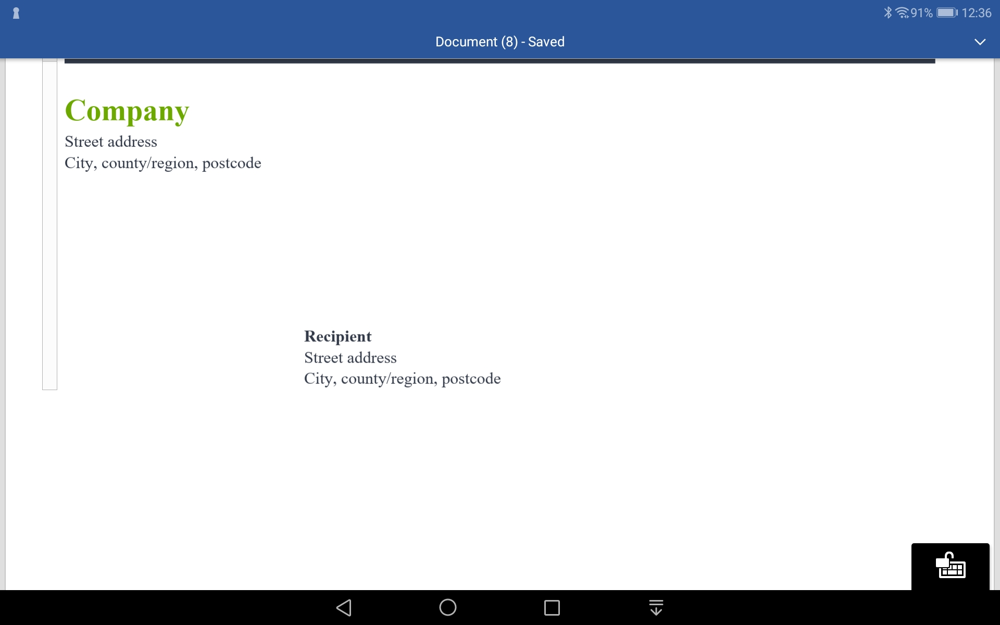 91% 12:36
Document (8) - Saved
Company
Street address
City, county/region, postcode
Recipient
Street address
City, county/region, postcode